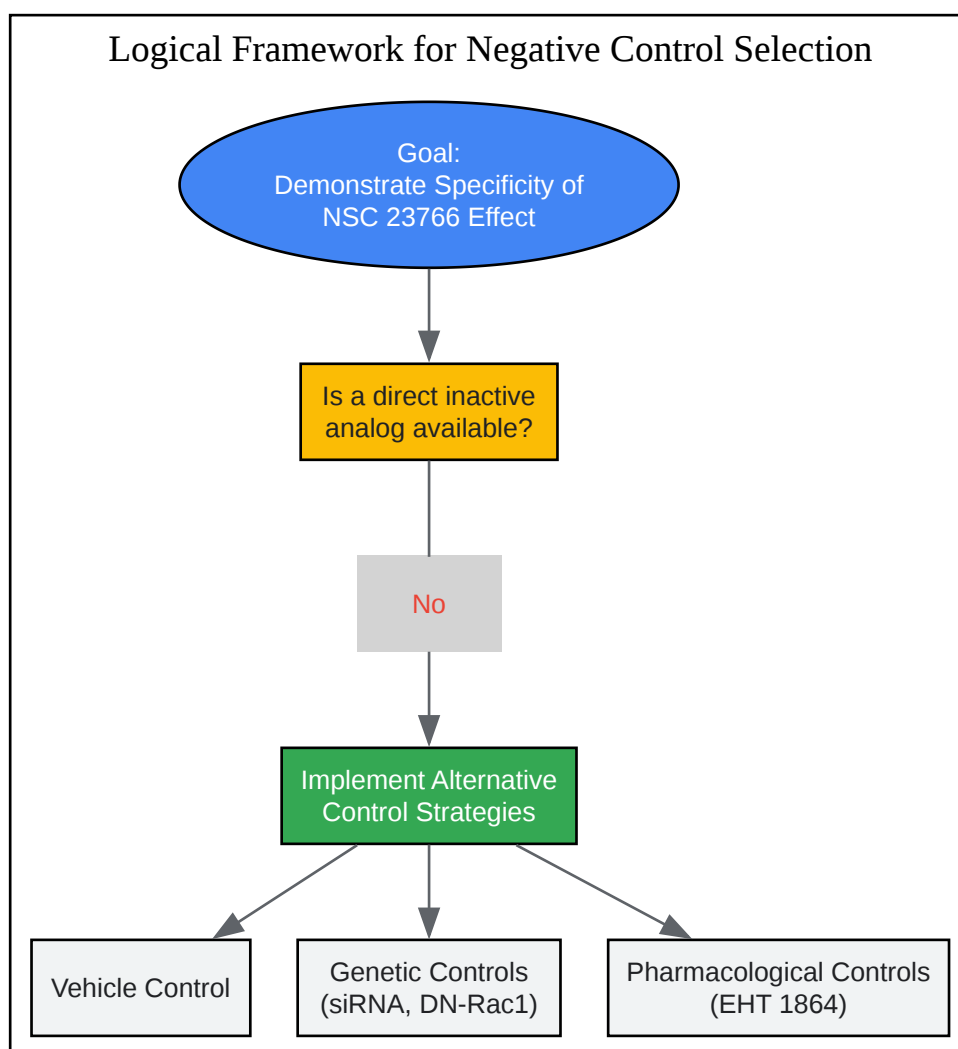 Logical Framework for Negative Control Selection
Goal:
Demonstrate Specificity of
NSC 23766 Effect
Is a direct inactive
analog available?
No
Implement Alternative
Control Strategies
Vehicle Control
Genetic Controls
(siRNA, DN-Rac1)
Pharmacological Controls
(EHT 1864)